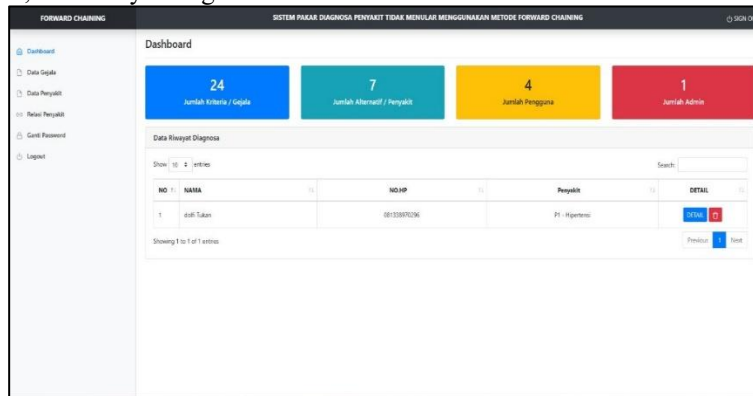 FORWARD CHAINING
SISTEM PAKAR DIAGNOSA PENYAKIT TIDAK MENULAR MENGGUNAKAN METODE FORWARD CHAINING
SIGN
Dashboard
Data Gejala
Data Penyakit
Relasi Penyakit
Ganti Password
Logout
Dashboard
24
Jumlah Kriteria / Gejala
7
Jumlah Alternatif / Penyakit
4
Jumlah Pengguna
1
Jumlah Admin
Data Riwayat Diagnosa
Show 10 entries
Search:
NO NAMA NO.HP Penyakit DETAIL
1 Tukan 081338970296 P1 - Hipertensi DETAIL
Showing 1 to 1 of 1 entries
Previous 1 Next